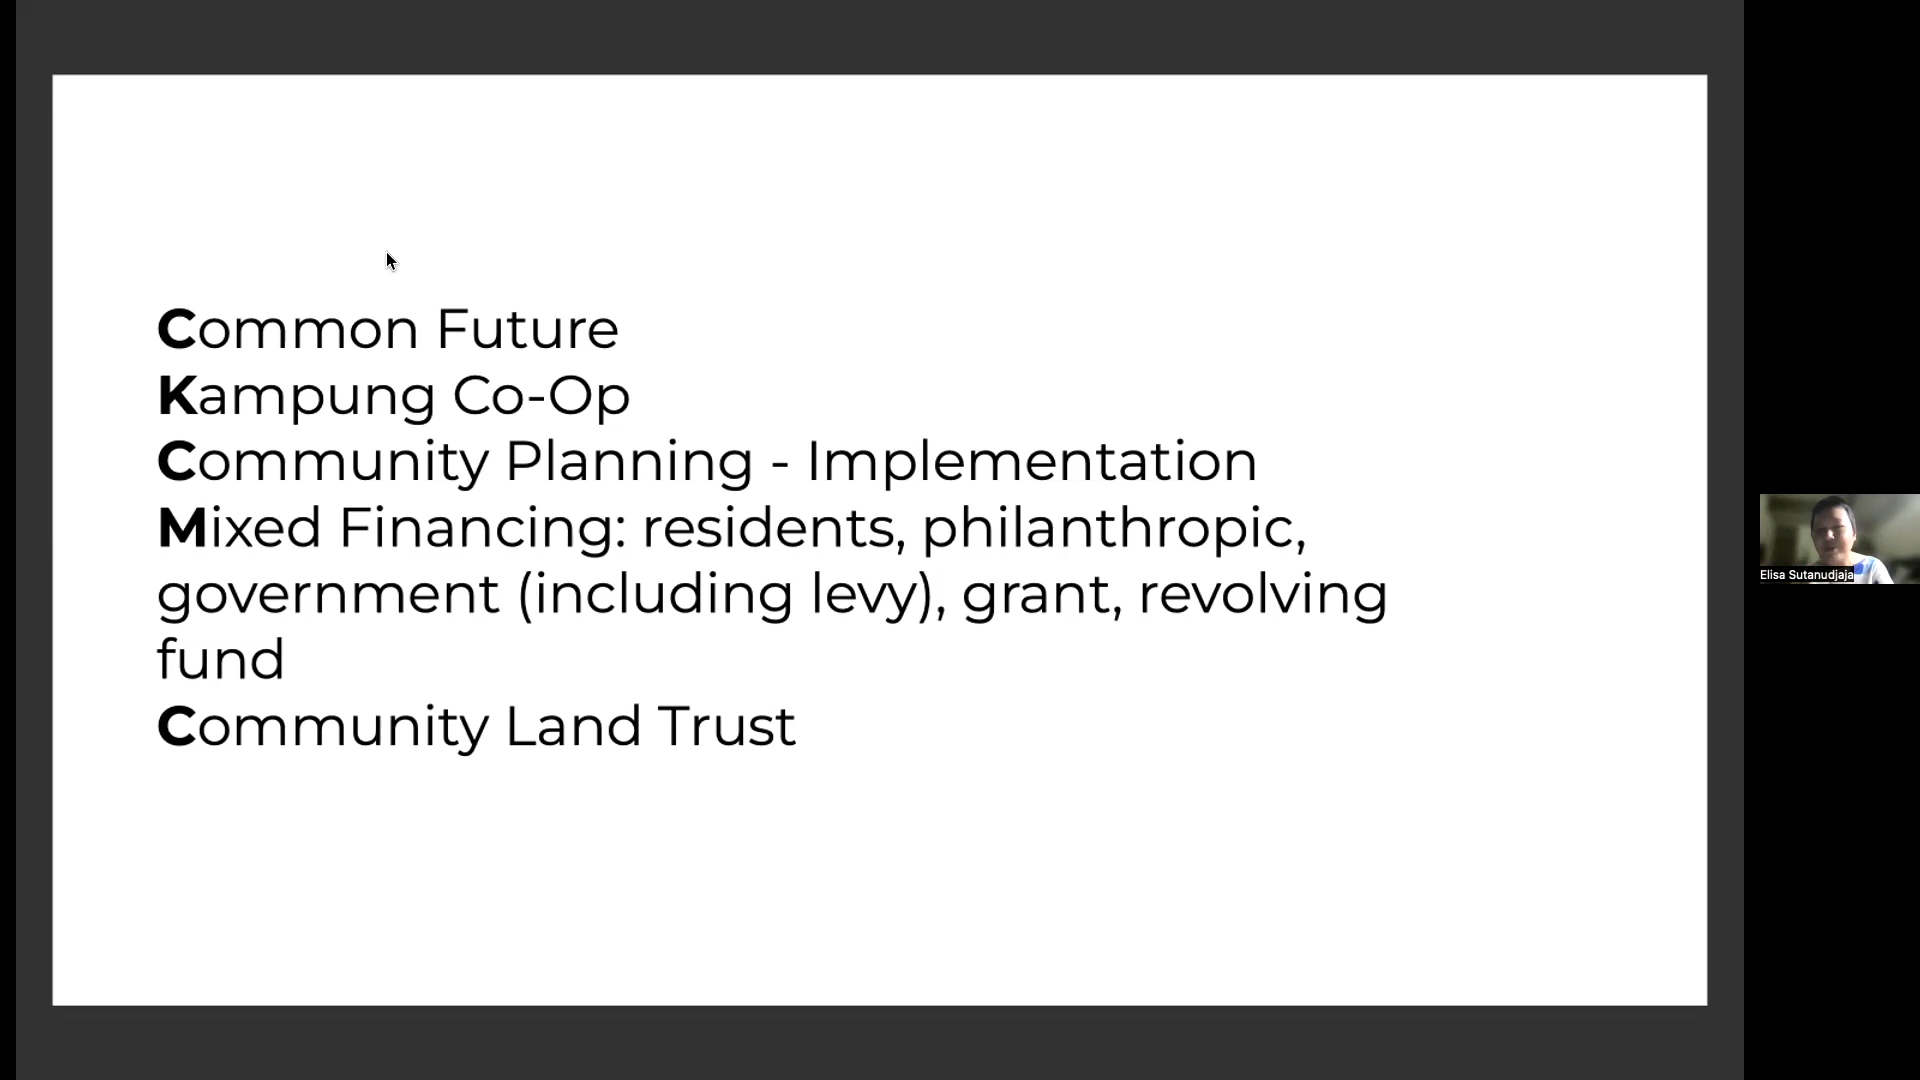 Common Future
Kampung Co-Op
Community Planning - Implementation
Mixed Financing: residents, philanthropic,
government (including levy), grant, revolving
fund
Community Land Trust
Elisa Sutanudjaja